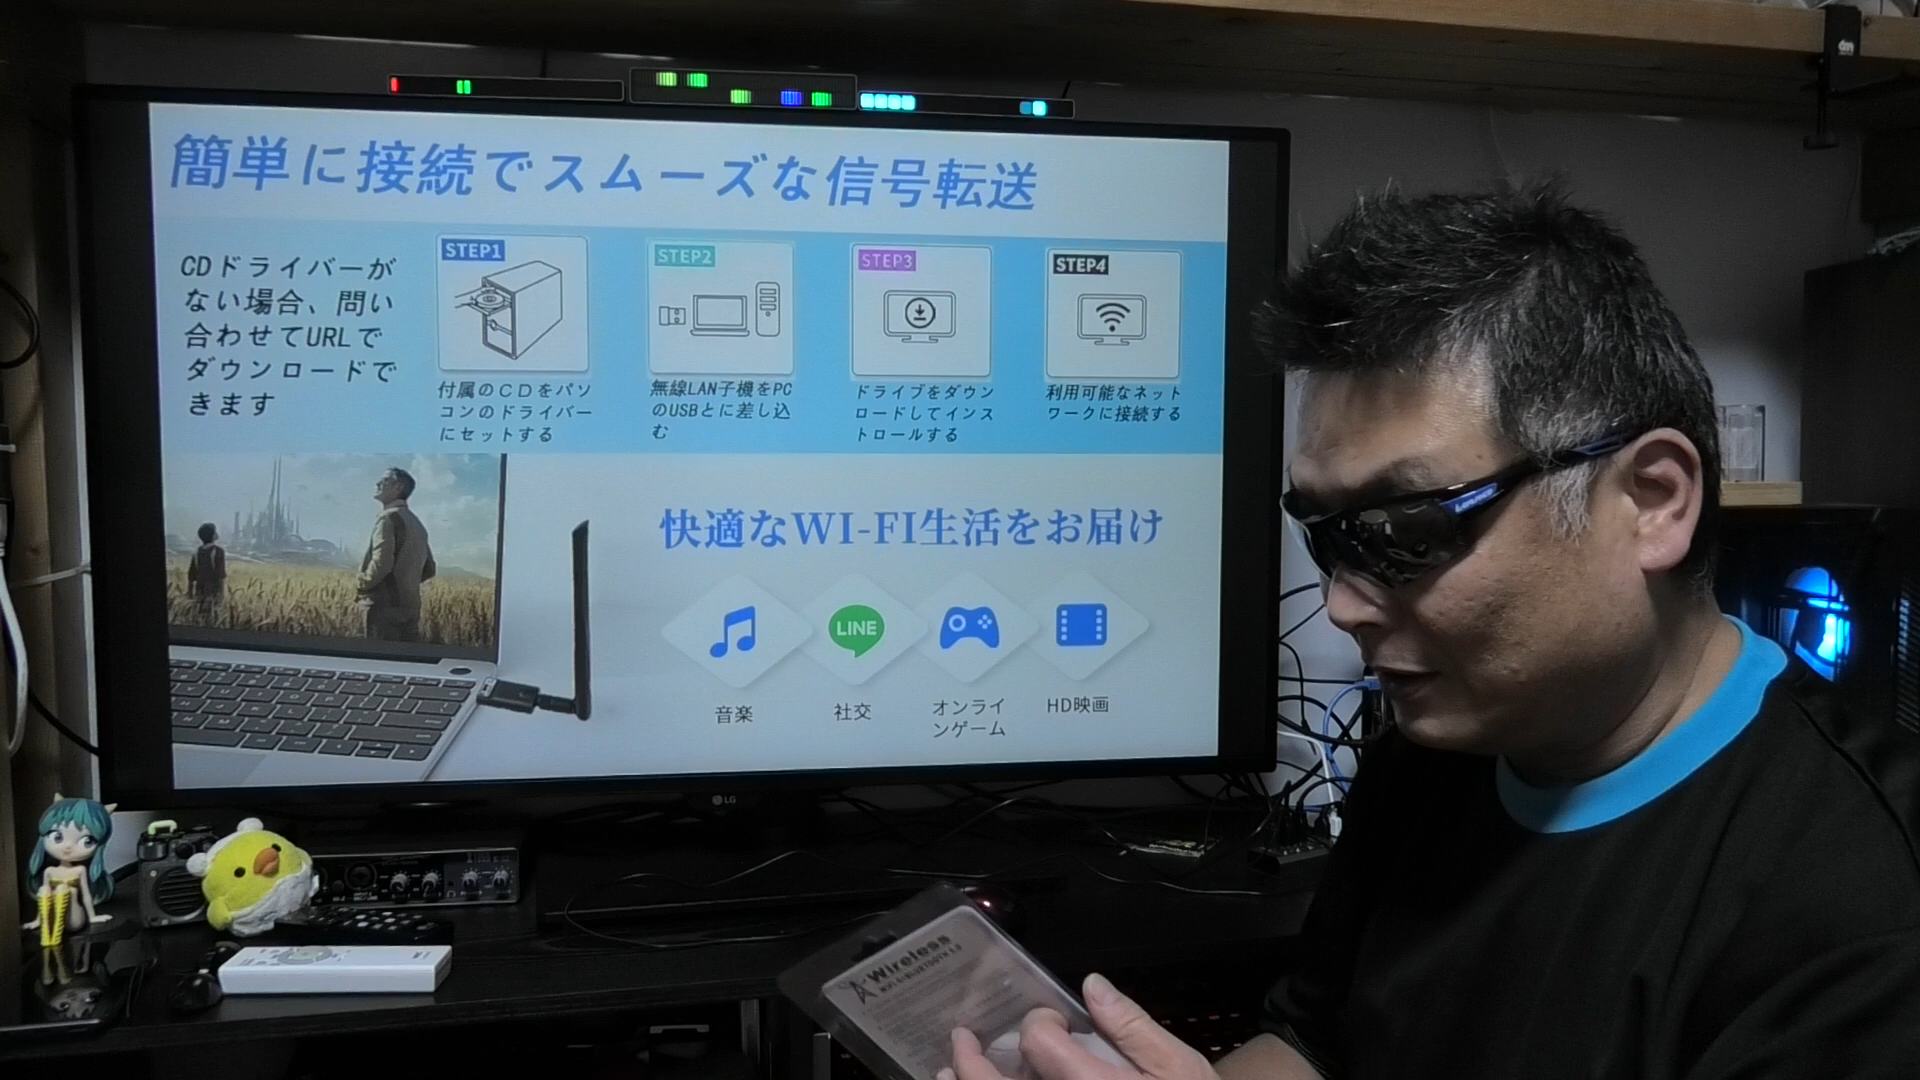 簡単に接続でスムーズな信号転送
CDドライバーが
ない場合、問い
合わせてURLで
ダウンロードで
きます
STEP1
付属のCDをパソ
コンのドライバー
にセットする
STEP2
無線LAN子機をPC
のUSBとに差し込
む
STEP3
ドライブをダウン
ロードしてインス
トロールする
STEP4
利用可能なネット
ワークに接続する
快適なWI-FI生活をお届け
LINE
音楽
社交
オンライ
ンゲーム
HD映画
LG
Wireless